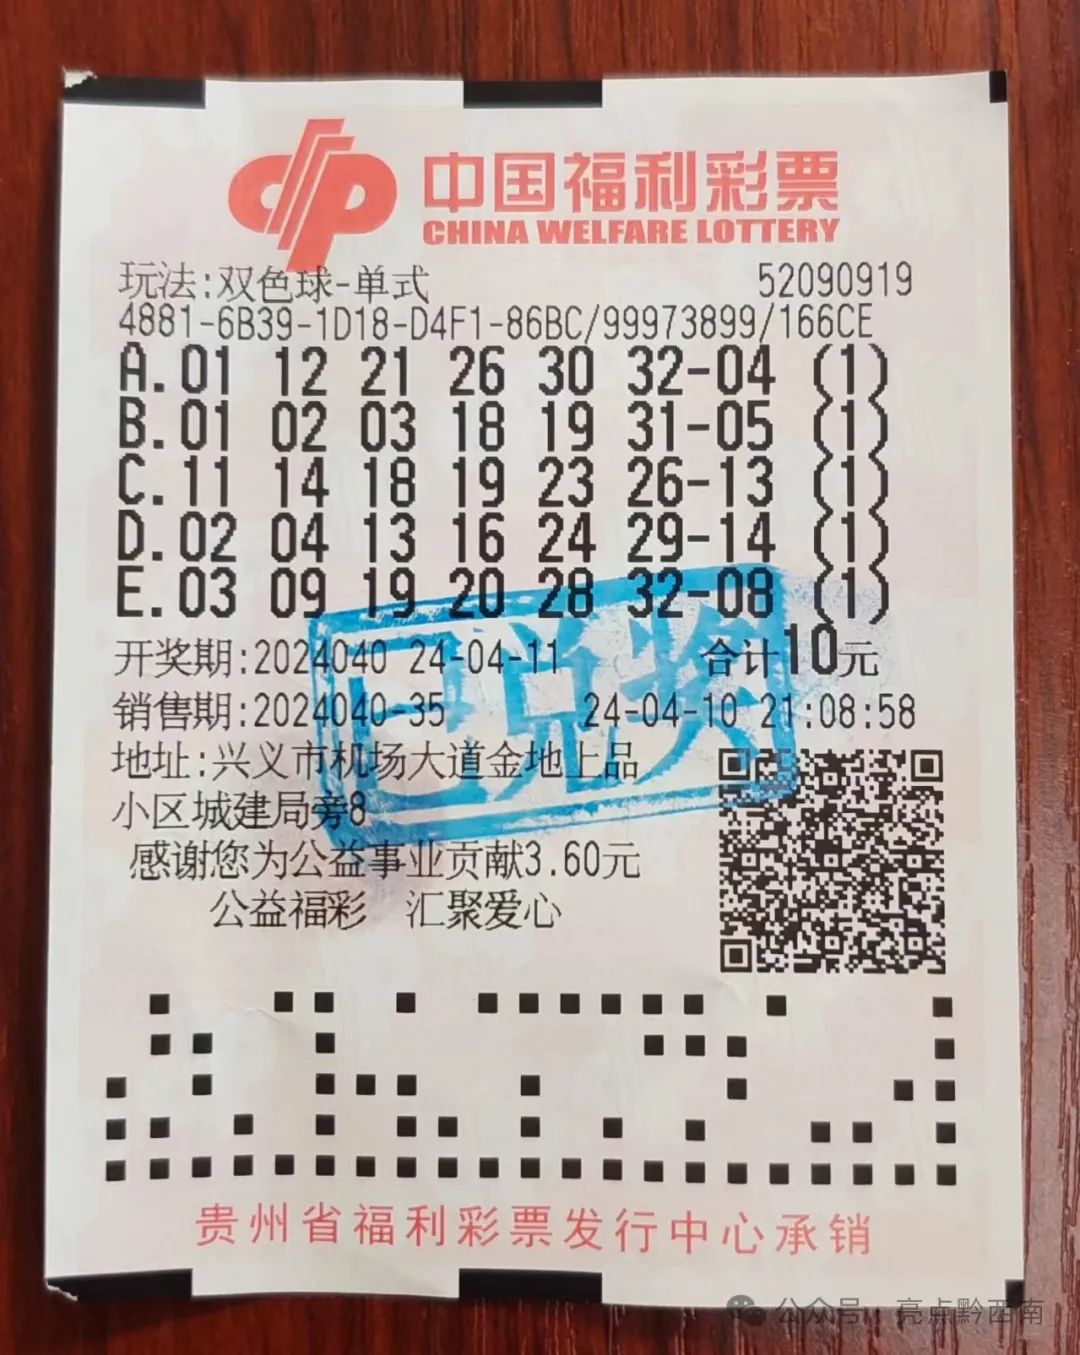 中国福利彩票
CHINA WELFARE LOTTERY
玩法:双色球-单式 52090919
4881-6B39-1D18-D4F1-86BC/99973899/166CE
A.01 12 21 26 30 32-04 (1)
B.01 02 03 18 19 31-05 (1)
C.11 14 18 19 23 26-13 (1)
D.02 04 13 16 24 29-14 (1)
E.03 09 19 20 28 32-08 (1)
开奖期:2024040 24-04-11 合计10元
销售期:2024040-35 24-04-10 21:08:58
已兑奖
地址:兴义市机场大道金地上品
小区城建局旁8
感谢您为公益事业贡献3.60元
公益福彩 汇聚爱心
贵州省福利彩票发行中心承销
公众号·亮点黔西南